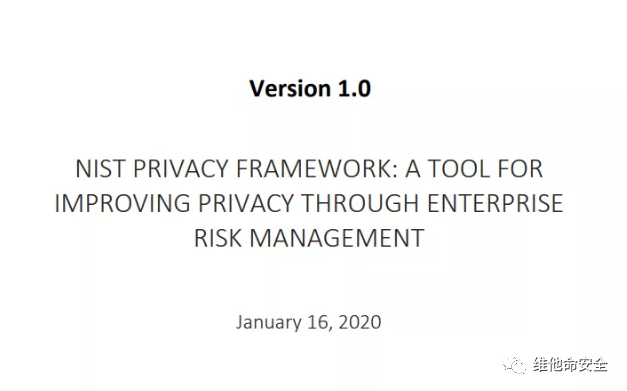 Version 1.0
NIST PRIVACY FRAMEWORK: A TOOL FOR
IMPROVING PRIVACY THROUGH ENTERPRISE
RISK MANAGEMENT
January 16, 2020
维他命安全